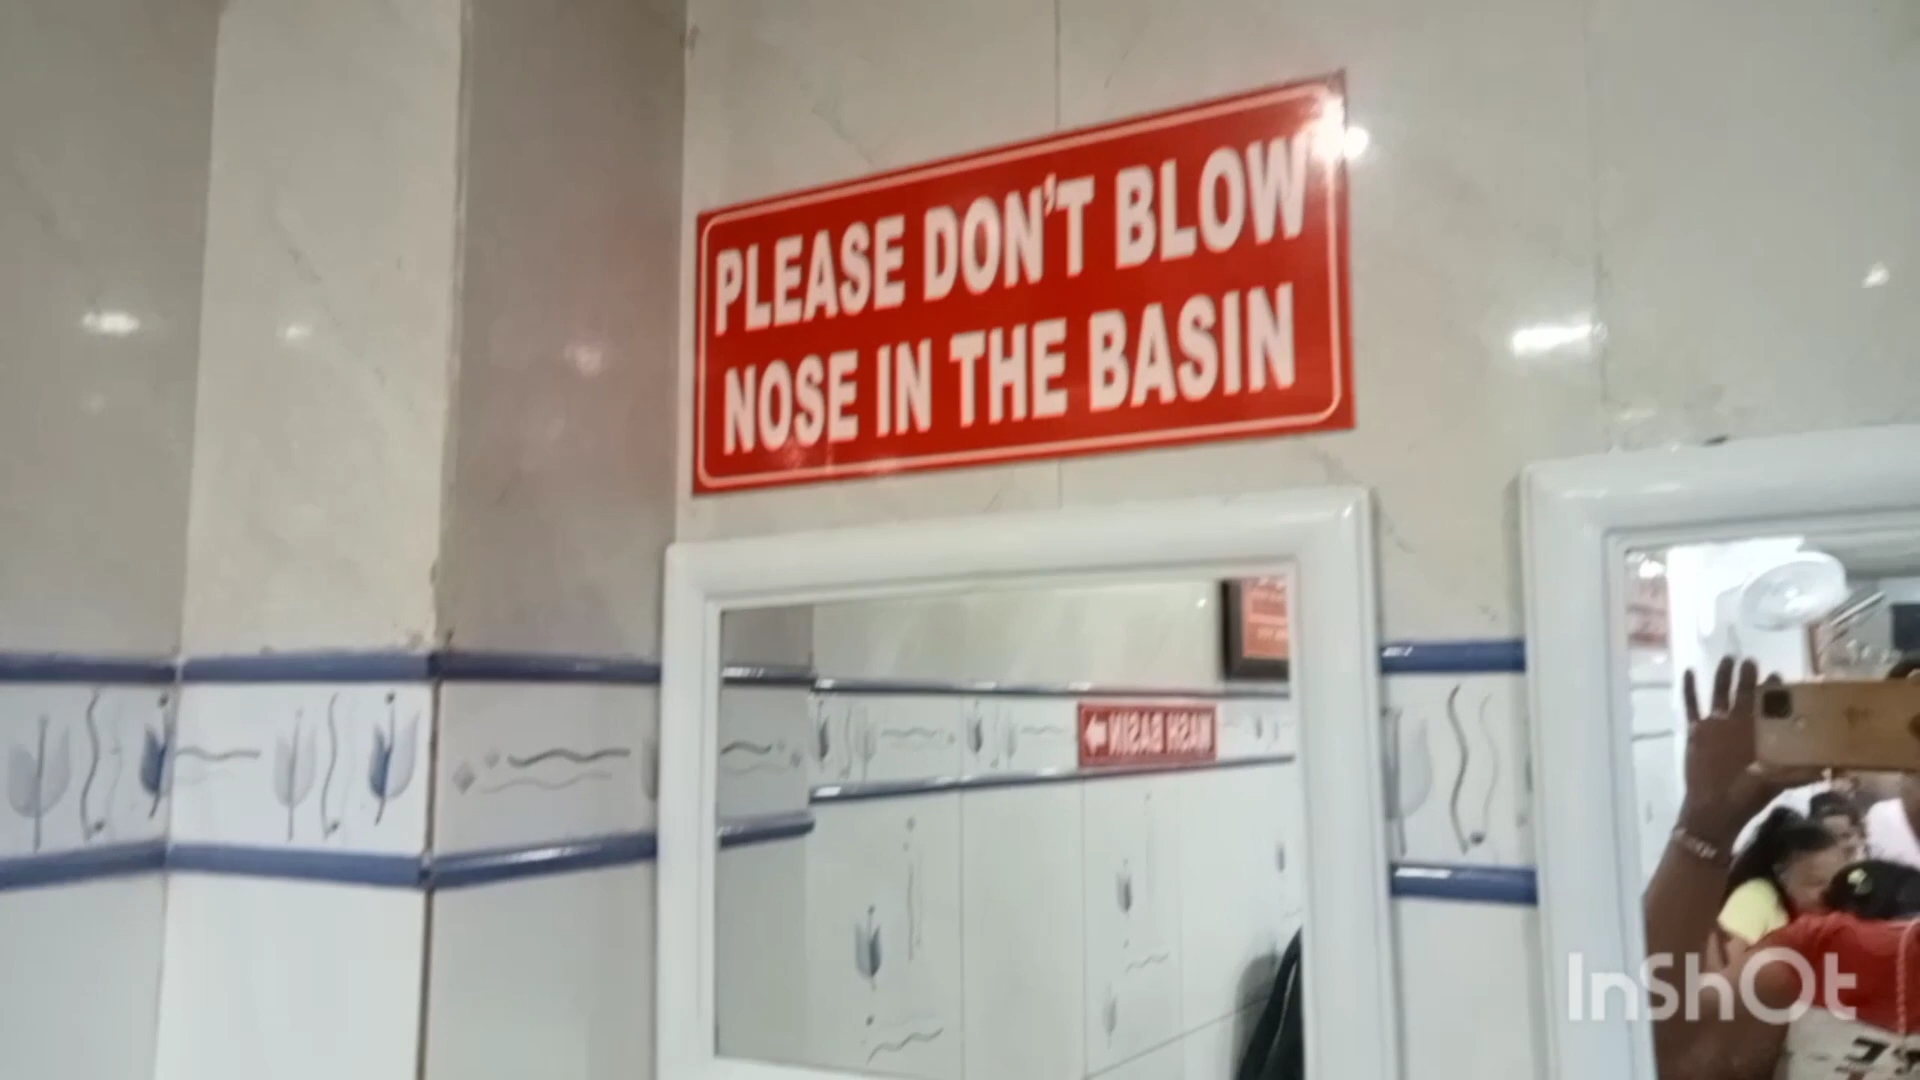 PLEASE DON'T BLOW
NOSE IN THE BASIN
WASH BASIN
InShOt